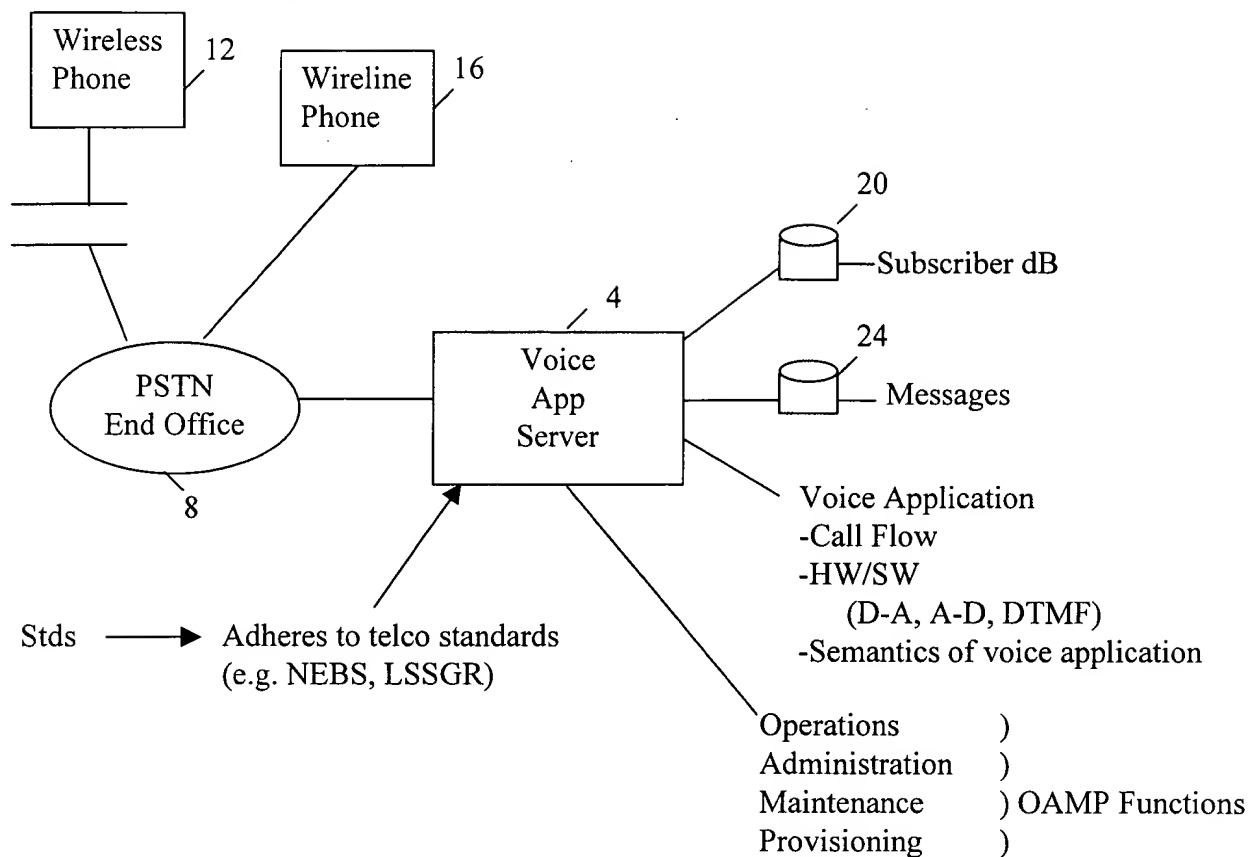 Wireless
Phone
12
Wireline
Phone
16
20
Subscriber dB
4
Voice
App
Server
24
Messages
PSTN
End Office
8
Voice Application
-Call Flow
-HW/SW
(D-A, A-D, DTMF)
-Semantics of voice application
Stds
Adheres to telco standards
(e.g. NEBS, LSSGR)
Operations )
Administration )
Maintenance ) OAMP Functions
Provisioning )